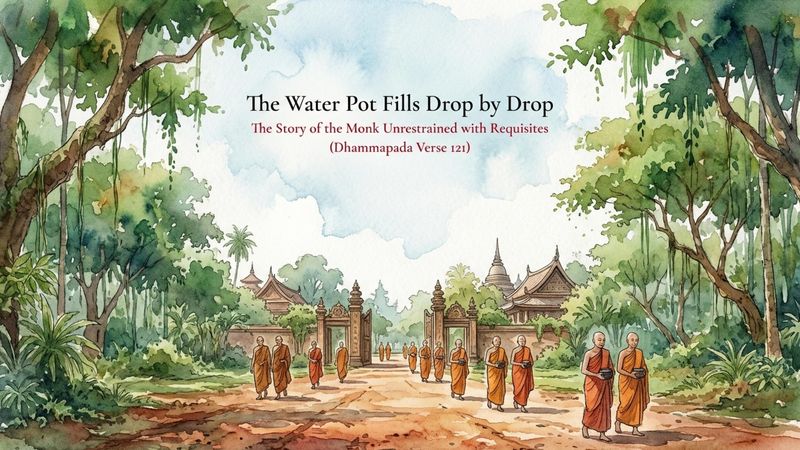 The Water Pot Fills Drop by Drop
The Story of the Monk Unrestrained with Requisites
(Dhammapada Verse 121)